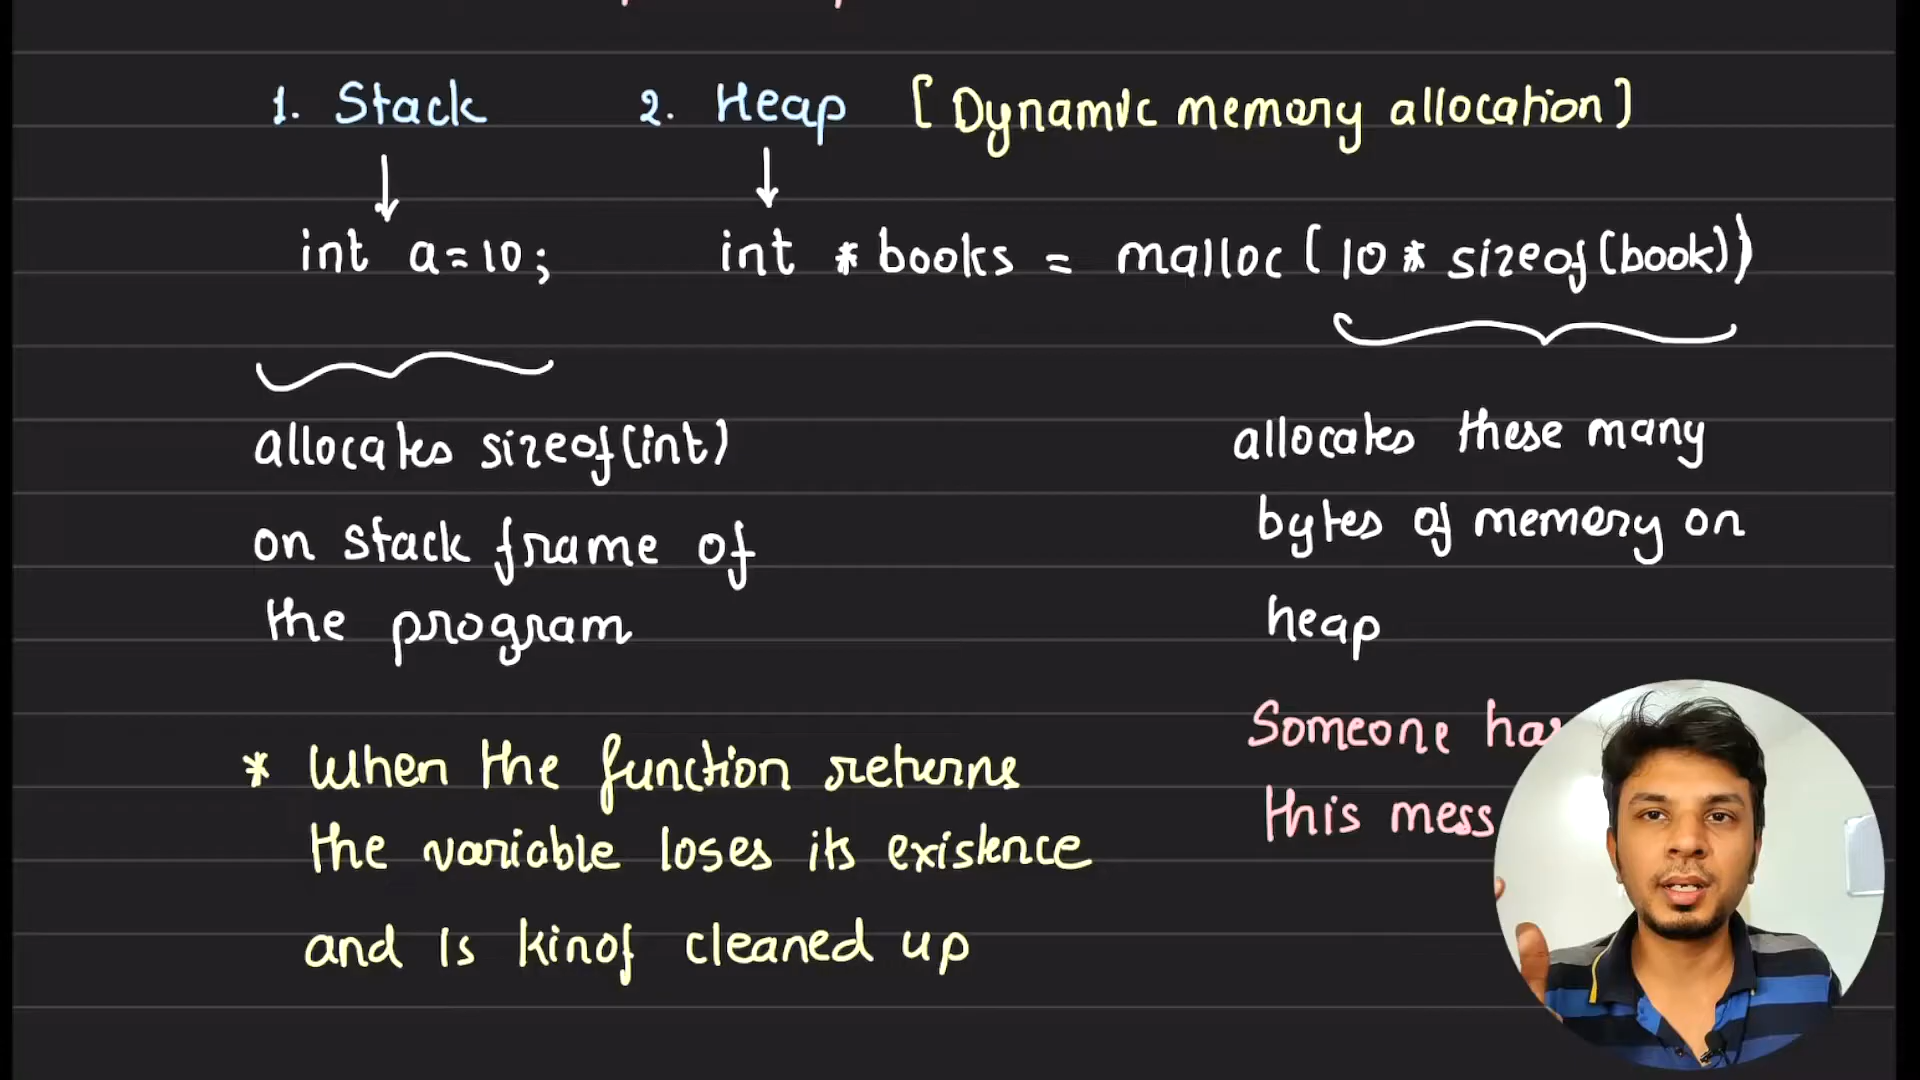 1. Stack 2. Heap [Dynamic memory allocation]
int a=10; int * books = malloc(10 * sizeof(book))
allocates sizeof(int)
on stack frame of
the program
allocates these many
bytes of memory on
heap
Someone has
this mess
* When the function returns
the variable loses its existence
and is kinof cleaned up